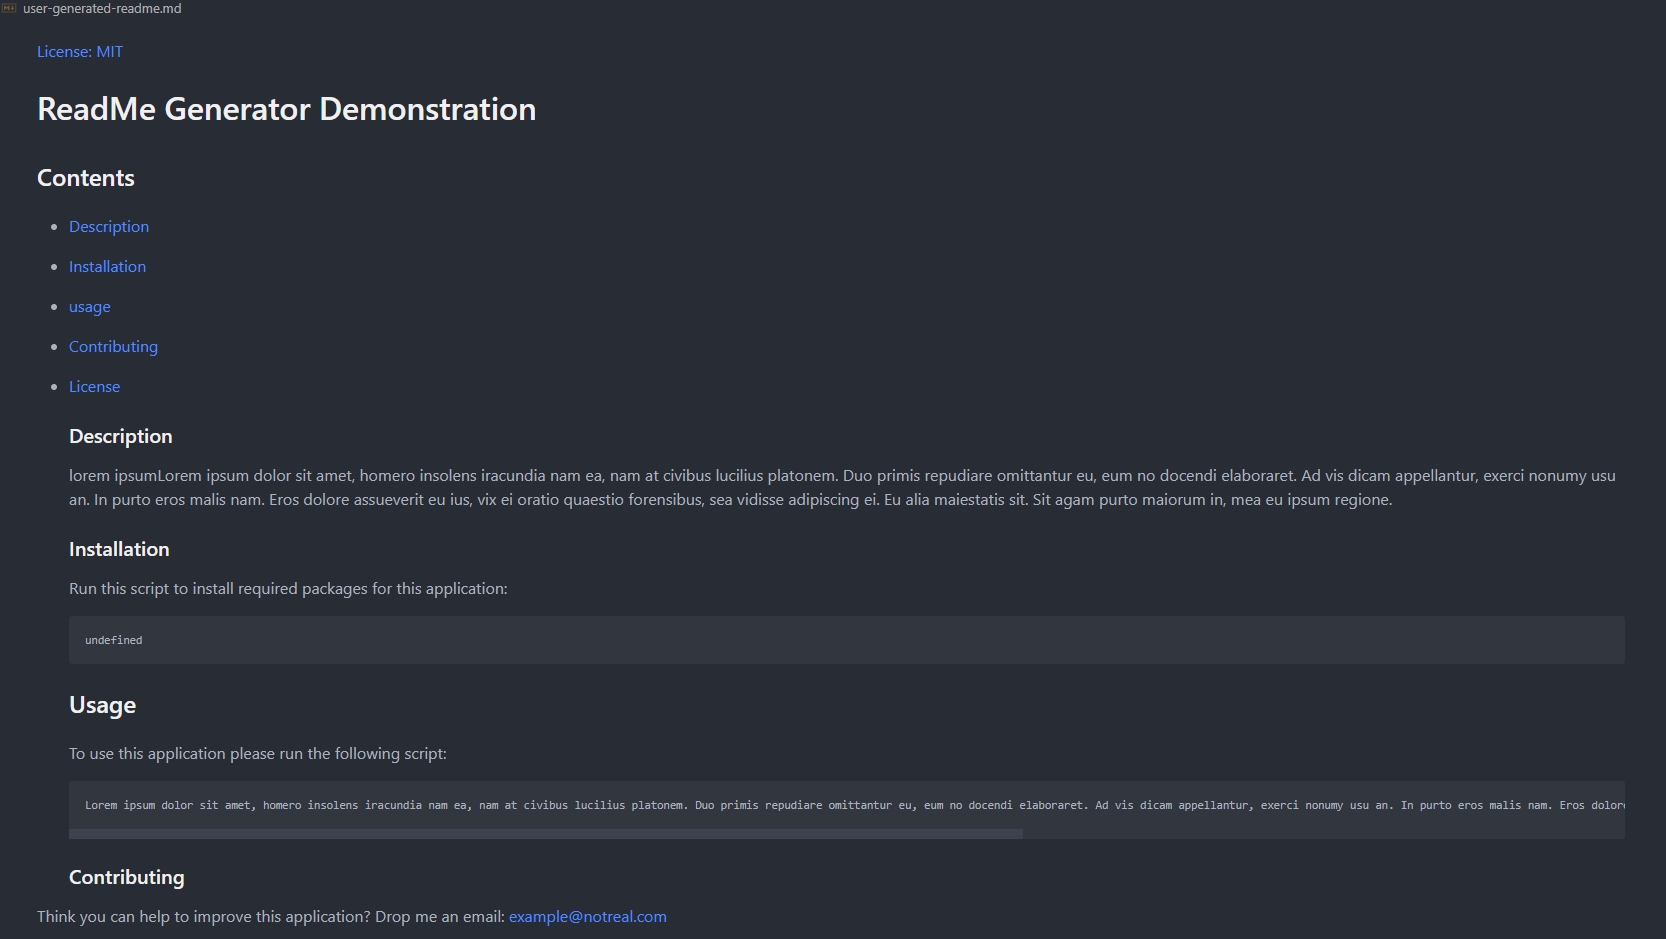 user-generated-readme.md
License: MIT
ReadMe Generator Demonstration
Contents
Description
Installation
usage
Contributing
License
Description
lorem ipsumLorem ipsum dolor sit amet, homero insolens iracundia nam ea, nam at civibus lucilius platonem. Duo primis repudiare omittantur eu, eum no docendi elaboraret. Ad vis dicam appellantur, exerci nonumy usu
an. In purto eros malis nam. Eros dolore assueverit eu ius, vix ei oratio quaestio forensibus, sea vidisse adipiscing ei. Eu alia maiestatis sit. Sit agam purto maiorum in, mea eu ipsum regione.
Installation
Run this script to install required packages for this application:
undefined
Usage
To use this application please run the following script:
Lorem ipsum dolor sit amet, homero insolens iracundia nam ea, nam at civibus lucilius platonem. Duo primis repudiare omittantur eu, eum no docendi elaboraret. Ad vis dicam appellantur, exerci nonumy usu an. In purto eros malis nam. Eros dolor
Contributing
Think you can help to improve this application? Drop me an email: example@notreal.com